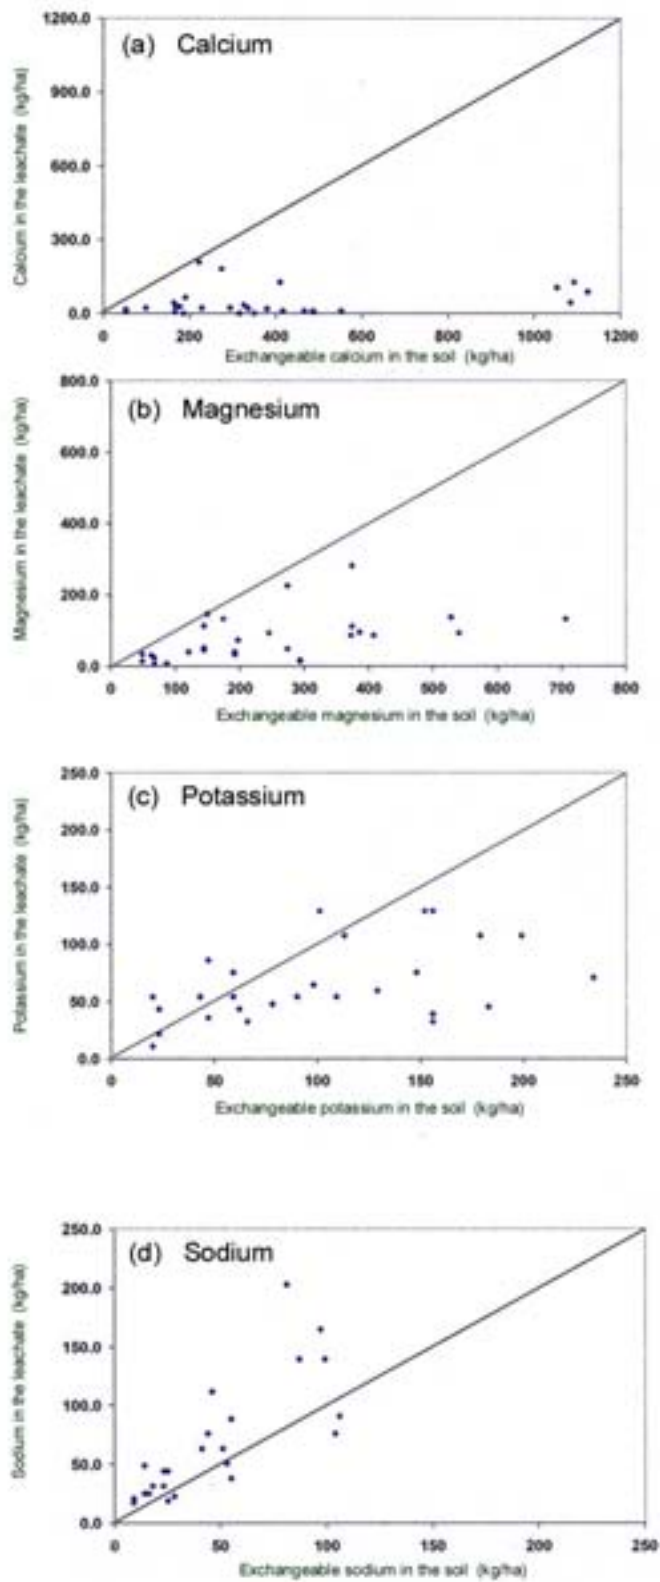 1200.0
(a) Calcium
900.0
600.0
300.0
0.0
Calcium in the leachate (kg/ha)
0 200 400 600 800 1000 1200
Exchangeable calcium in the soil (kg/ha)
800.0
(b) Magnesium
600.0
400.0
200.0
0.0
Magnesium in the leachate (kg/ha)
0 100 200 300 400 500 600 700 800
Exchangeable magnesium in the soil (kg/ha)
250.0
(c) Potassium
200.0
150.0
100.0
50.0
0.0
Potassium in the leachate (kg/ha)
0 50 100 150 200 250
Exchangeable potassium in the soil (kg/ha)
250.0
(d) Sodium
200.0
150.0
100.0
50.0
0.0
Sodium in the leachate (kg/ha)
0 50 100 150 200 250
Exchangeable sodium in the soil (kg/ha)